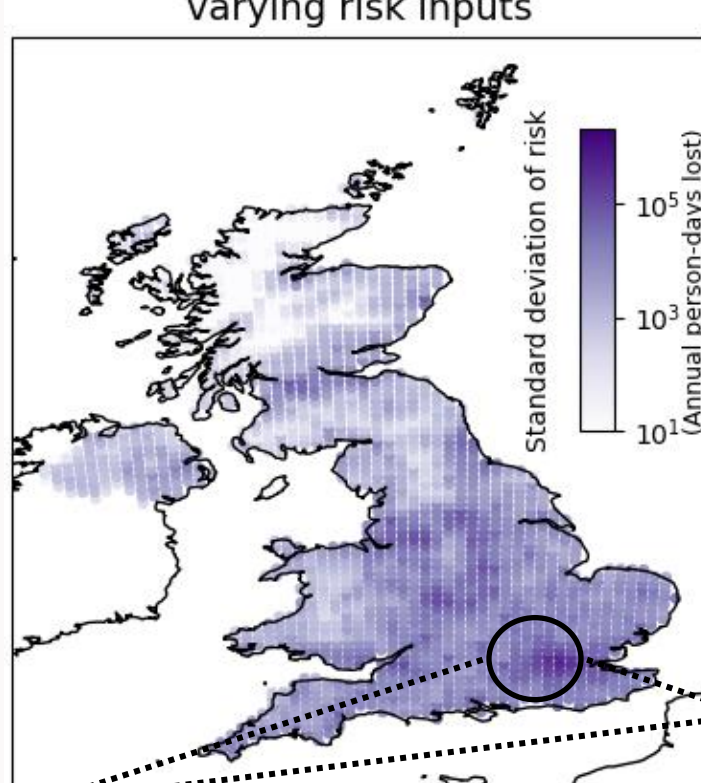 Varying risk inputs
Standard deviation of risk
(Annual person-days lost)
10⁵
10³
10¹